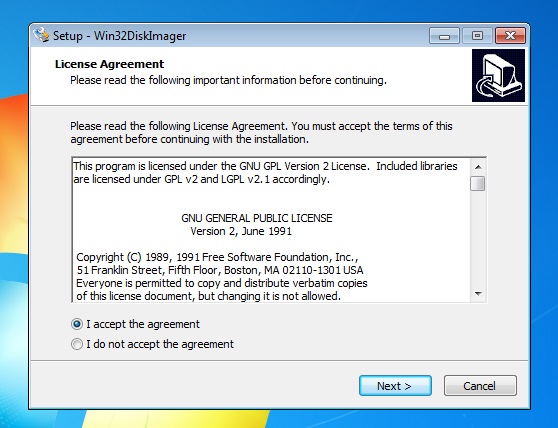 Setup - Win32DiskImager
License Agreement
Please read the following important information before continuing.
Please read the following License Agreement. You must accept the terms of this
agreement before continuing with the installation.
This program is licensed under the GNU GPL Version 2 License.  Included libraries
are licensed under GPL v2 and LGPL v2.1 accordingly.
GNU GENERAL PUBLIC LICENSE
Version 2, June 1991
Copyright (C) 1989, 1991 Free Software Foundation, Inc.,
51 Franklin Street, Fifth Floor, Boston, MA 02110-1301 USA
Everyone is permitted to copy and distribute verbatim copies
of this license document, but changing it is not allowed.
I accept the agreement
I do not accept the agreement
Next >
Cancel